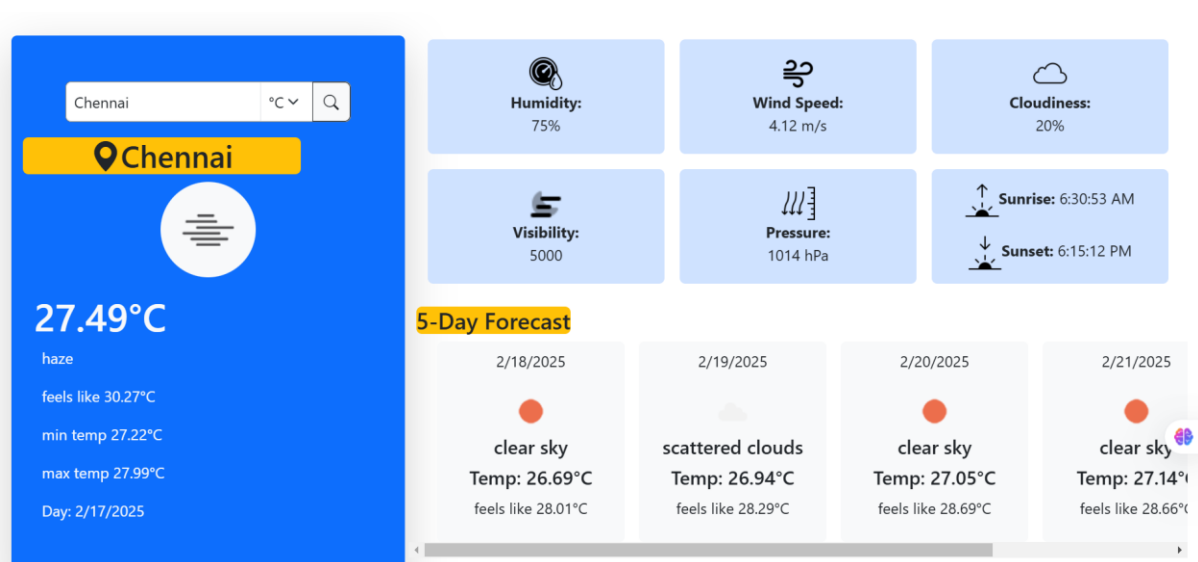 Chennai
°C
Chennai
27.49°C
haze
feels like 30.27°C
min temp 27.22°C
max temp 27.99°C
Day: 2/17/2025
Humidity:
75%
Wind Speed:
4.12 m/s
Cloudiness:
20%
Visibility:
5000
Pressure:
1014 hPa
Sunrise: 6:30:53 AM
Sunset: 6:15:12 PM
5-Day Forecast
2/18/2025
clear sky
Temp: 26.69°C
feels like 28.01°C
2/19/2025
scattered clouds
Temp: 26.94°C
feels like 28.29°C
2/20/2025
clear sky
Temp: 27.05°C
feels like 28.69°C
2/21/2025
clear sky
Temp: 27.14°
feels like 28.66°